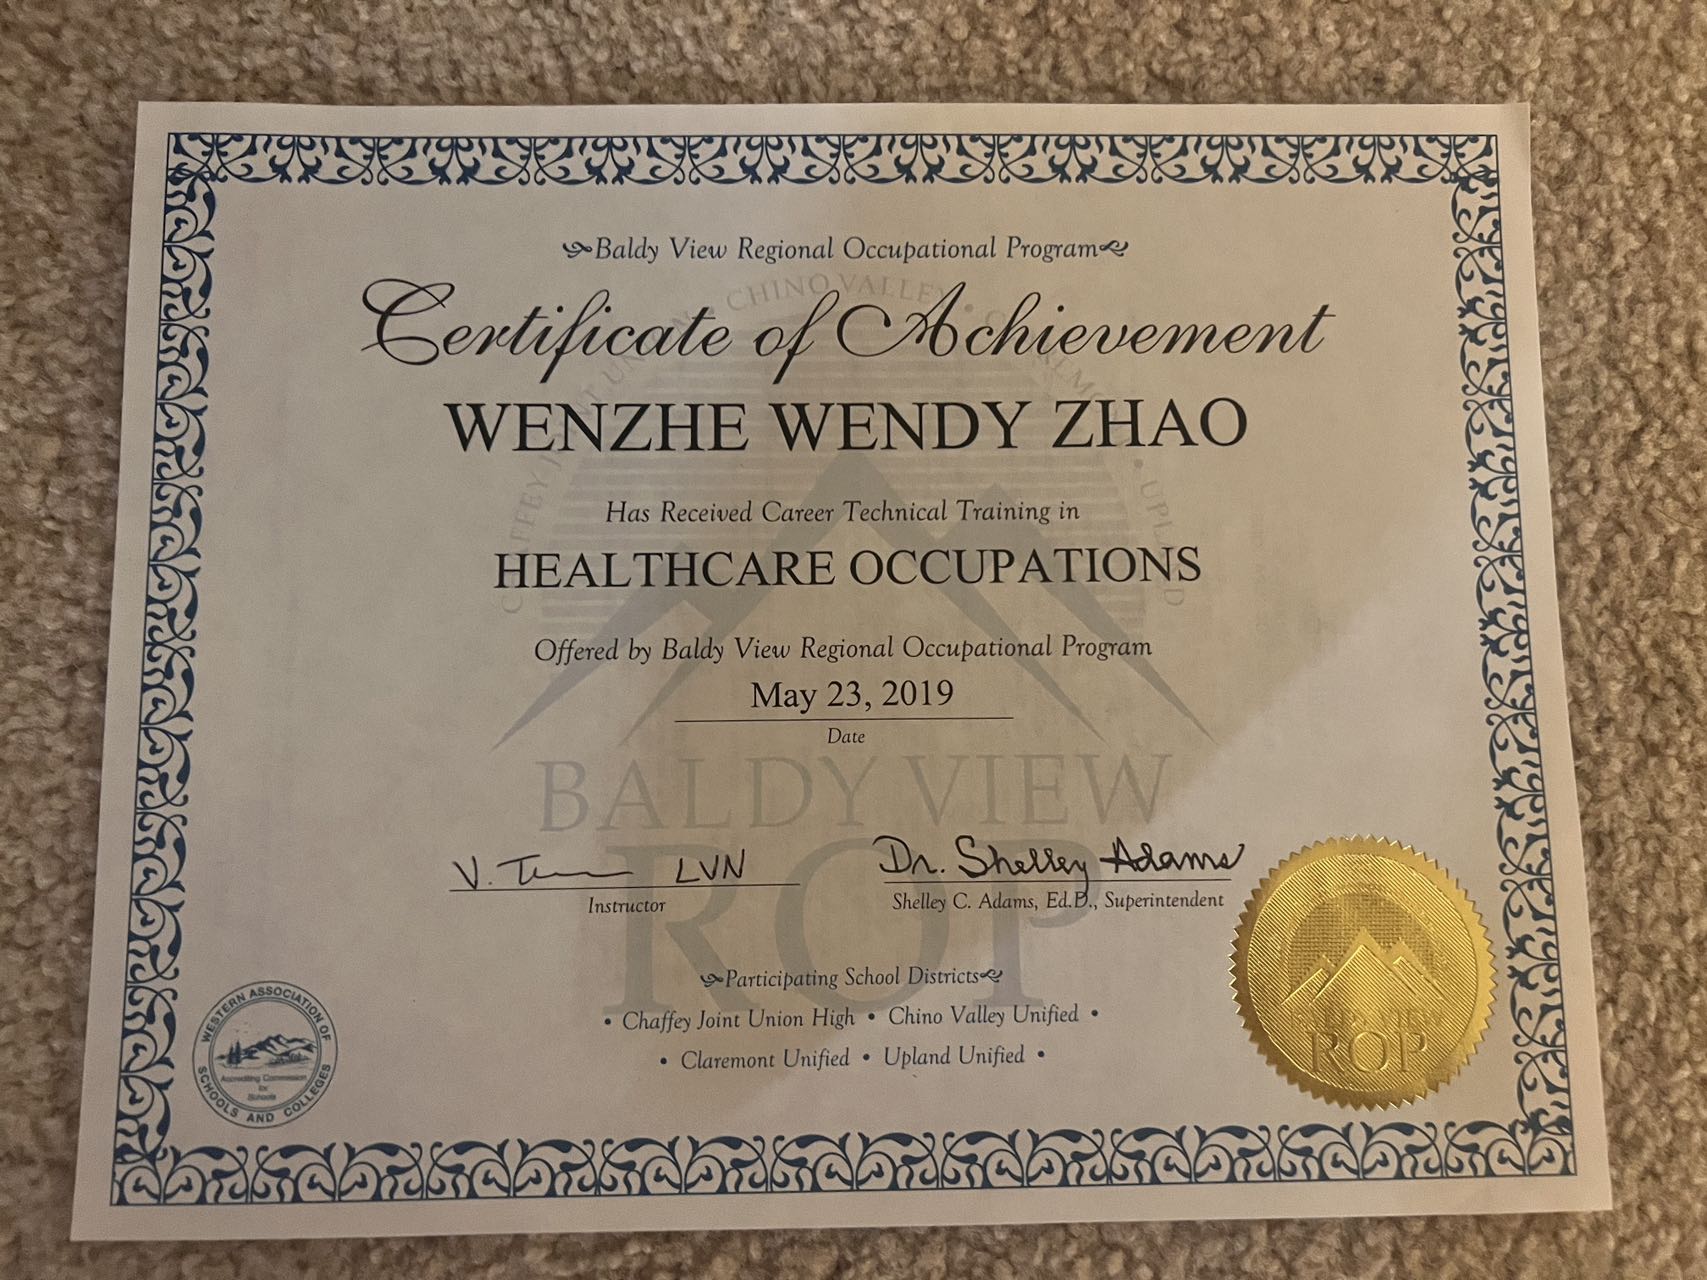 Baldy View Regional Occupational Program
Certificate of Achievement
WENZHE WENDY ZHAO
Has Received Career Technical Training in
HEALTHCARE OCCUPATIONS
Offered by Baldy View Regional Occupational Program
May 23, 2019
Date
BALDY VIEW
ROP
V. LVN
Instructor
Dr. Shelley Adams
Shelley C. Adams, Ed.D., Superintendent
Participating School Districts
• Chaffey Joint Union High • Chino Valley Unified •
• Claremont Unified • Upland Unified •
WESTERN ASSOCIATION OF
SCHOOLS AND COLLEGES
Accrediting Commission
for
Schools
ROP